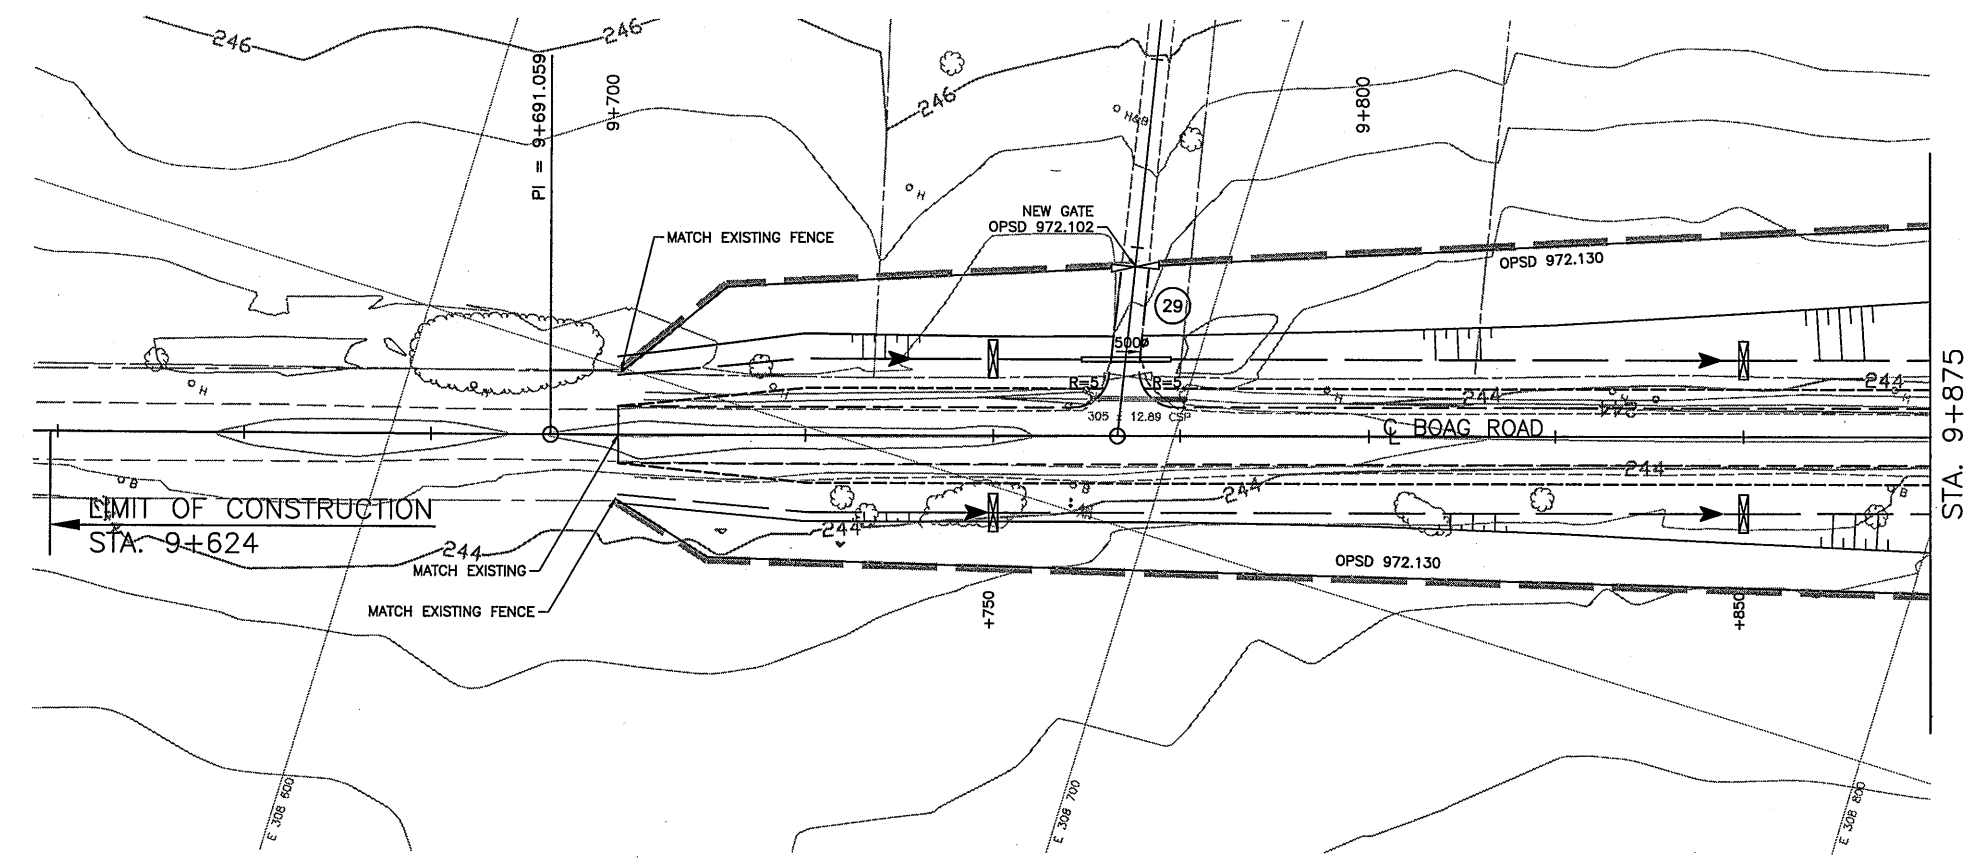 246
246
PI = 9+691.059
9+700
246
H&B
9+800
H
NEW GATE
OPSD 972.102
MATCH EXISTING FENCE
OPSD 972.130
29
500ø
R=5
R=5
H
H
H
H
H
244
244
244
305 x 12.89 CSP
℄ BOAG ROAD
STA. 9+875
244
244
B
B
B
LIMIT OF CONSTRUCTION
STA. 9+624
244
244
MATCH EXISTING
MATCH EXISTING FENCE
OPSD 972.130
+750
+850
E 308 600
E 308 700
E 308 800